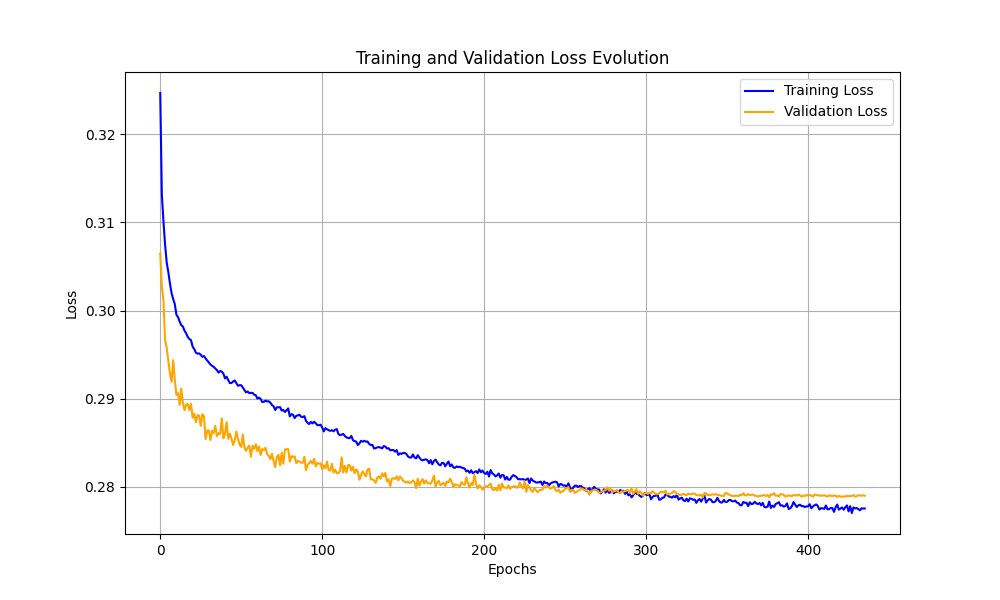 Training and Validation Loss Evolution
Training Loss
Validation Loss
0.32
0.31
0.30
0.29
0.28
Loss
0
100
200
300
400
Epochs